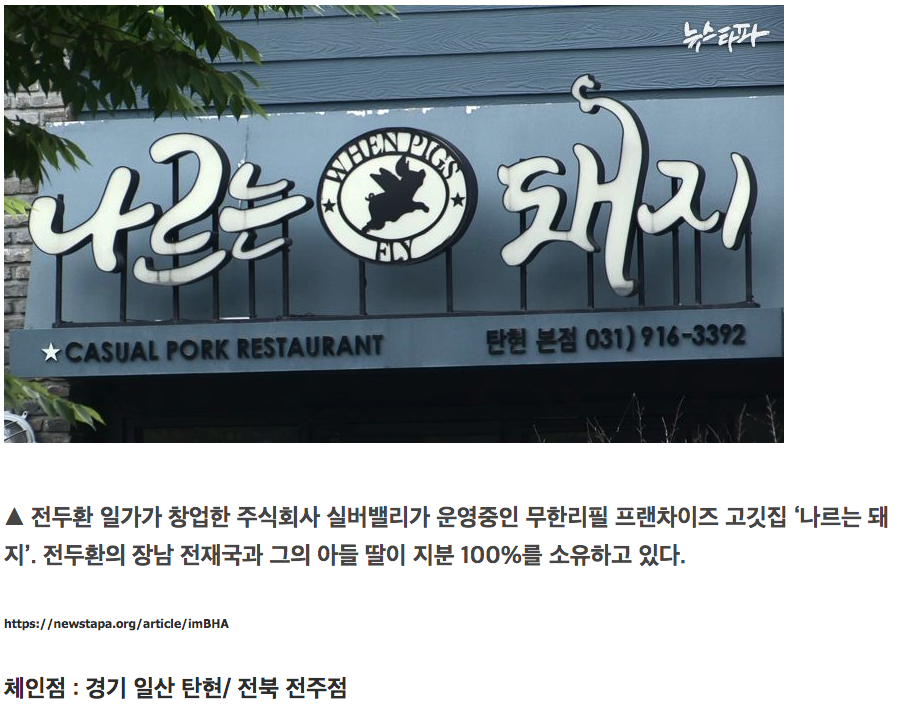 뉴스타파
나르는 돼지
WHEN PIGS
FLY
★CASUAL PORK RESTAURANT
탄현 본점 031) 916-3392
▲ 전두환 일가가 창업한 주식회사 실버밸리가 운영중인 무한리필 프랜차이즈 고깃집 ‘나르는 돼
지’. 전두환의 장남 전재국과 그의 아들 딸이 지분 100%를 소유하고 있다.
https://newstapa.org/article/imBHA
체인점 : 경기 일산 탄현/ 전북 전주점